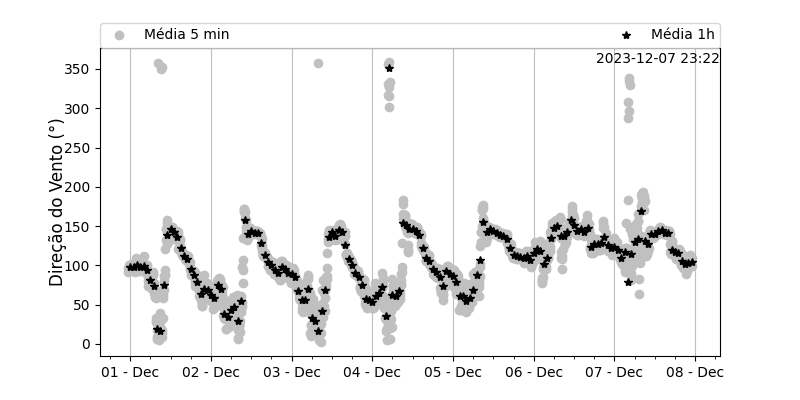 Média 5 min
Média 1h
2023-12-07 23:22
Direção do Vento (°)
350
300
250
200
150
100
50
0
01 - Dec
02 - Dec
03 - Dec
04 - Dec
05 - Dec
06 - Dec
07 - Dec
08 - Dec